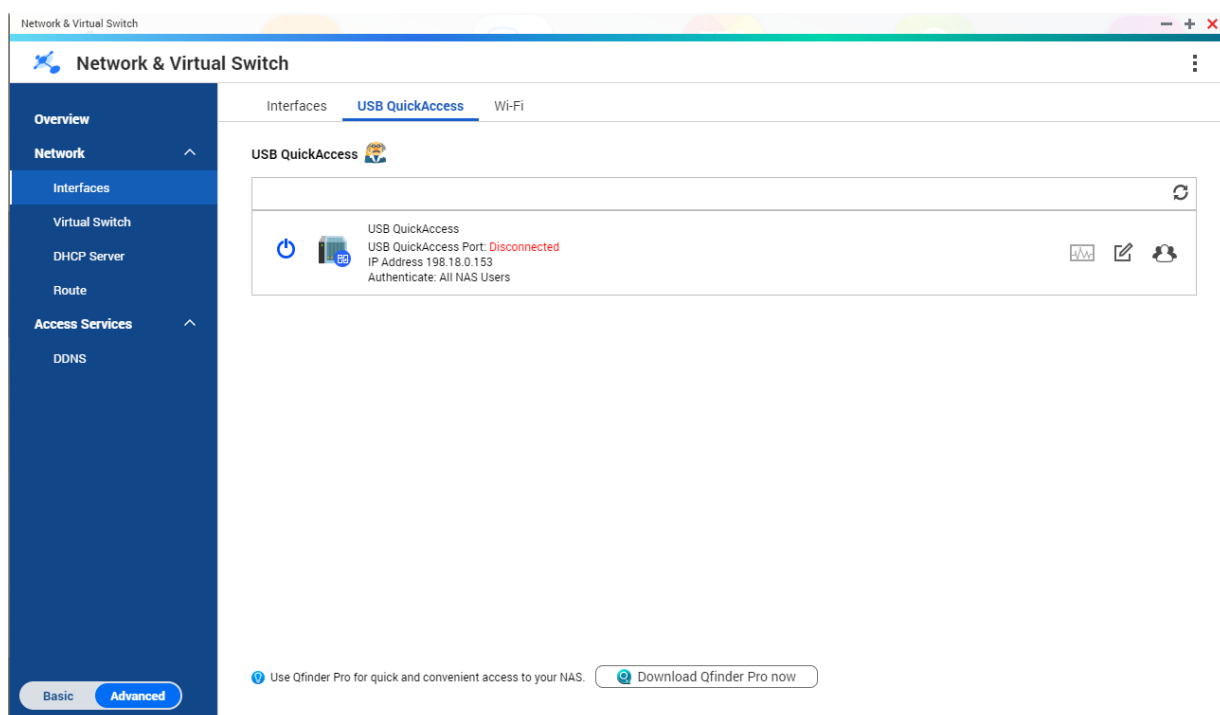 Network & Virtual Switch
Network & Virtual Switch
Overview
Network
Interfaces
Virtual Switch
DHCP Server
Route
Access Services
DDNS
Basic Advanced
Interfaces USB QuickAccess Wi-Fi
USB QuickAccess
USB QuickAccess
USB QuickAccess Port: Disconnected
IP Address 198.18.0.153
Authenticate: All NAS Users
Use Qfinder Pro for quick and convenient access to your NAS. Download Qfinder Pro now